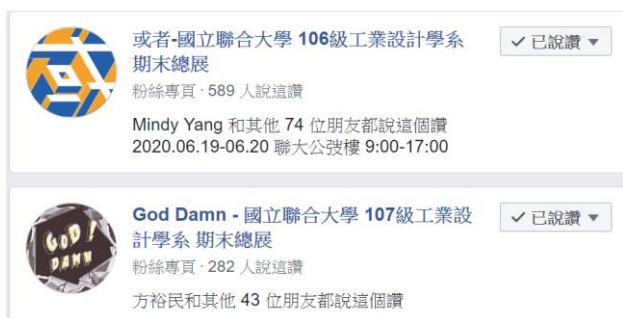 或者-國立聯合大學 106級工業設計學系
期末總展
✓ 已說讚 ▼
粉絲專頁 · 589 人說這讚
Mindy Yang 和其他 74 位朋友都說這個讚
2020.06.19-06.20 聯大公弢樓 9:00-17:00
GOD!
DAMN
God Damn - 國立聯合大學 107級工業設
計學系 期末總展
✓ 已說讚 ▼
粉絲專頁 · 282 人說這讚
方裕民和其他 43 位朋友都說這個讚